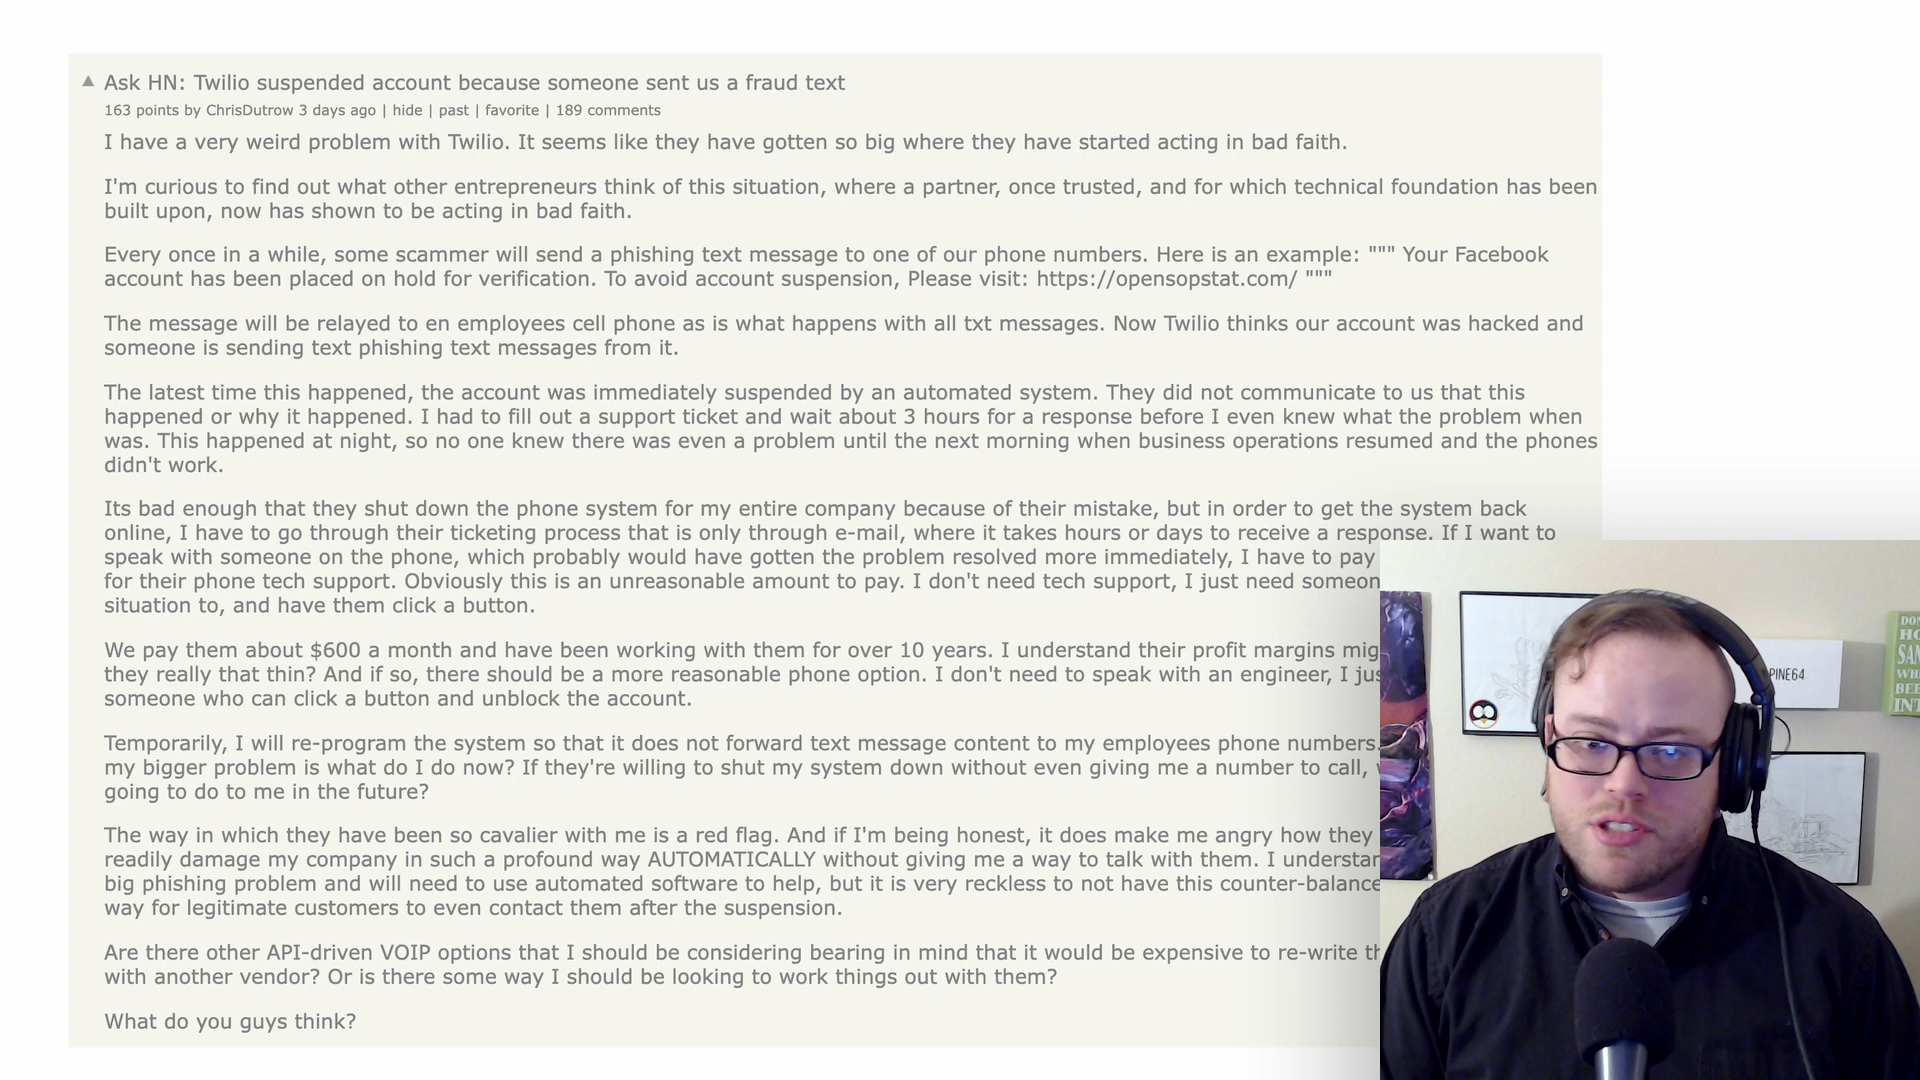 Ask HN: Twilio suspended account because someone sent us a fraud text
163 points by ChrisDutrow 3 days ago | hide | past | favorite | 189 comments
I have a very weird problem with Twilio. It seems like they have gotten so big where they have started acting in bad faith.
I'm curious to find out what other entrepreneurs think of this situation, where a partner, once trusted, and for which technical foundation has been
built upon, now has shown to be acting in bad faith.
Every once in a while, some scammer will send a phishing text message to one of our phone numbers. Here is an example: """ Your Facebook
account has been placed on hold for verification. To avoid account suspension, Please visit: https://opensopstat.com/ """
The message will be relayed to en employees cell phone as is what happens with all txt messages. Now Twilio thinks our account was hacked and
someone is sending text phishing text messages from it.
The latest time this happened, the account was immediately suspended by an automated system. They did not communicate to us that this
happened or why it happened. I had to fill out a support ticket and wait about 3 hours for a response before I even knew what the problem when
was. This happened at night, so no one knew there was even a problem until the next morning when business operations resumed and the phones
didn't work.
Its bad enough that they shut down the phone system for my entire company because of their mistake, but in order to get the system back
online, I have to go through their ticketing process that is only through e-mail, where it takes hours or days to receive a response. If I want to
speak with someone on the phone, which probably would have gotten the problem resolved more immediately, I have to pay
for their phone tech support. Obviously this is an unreasonable amount to pay. I don't need tech support, I just need someon
situation to, and have them click a button.
We pay them about $600 a month and have been working with them for over 10 years. I understand their profit margins mig
they really that thin? And if so, there should be a more reasonable phone option. I don't need to speak with an engineer, I jus
someone who can click a button and unblock the account.
Temporarily, I will re-program the system so that it does not forward text message content to my employees phone numbers.
my bigger problem is what do I do now? If they're willing to shut my system down without even giving me a number to call,
going to do to me in the future?
The way in which they have been so cavalier with me is a red flag. And if I'm being honest, it does make me angry how they
readily damage my company in such a profound way AUTOMATICALLY without giving me a way to talk with them. I understan
big phishing problem and will need to use automated software to help, but it is very reckless to not have this counter-balance
way for legitimate customers to even contact them after the suspension.
Are there other API-driven VOIP options that I should be considering bearing in mind that it would be expensive to re-write th
with another vendor? Or is there some way I should be looking to work things out with them?
What do you guys think?
PINE64
DON
HO
SAN
WH
BEE
INT